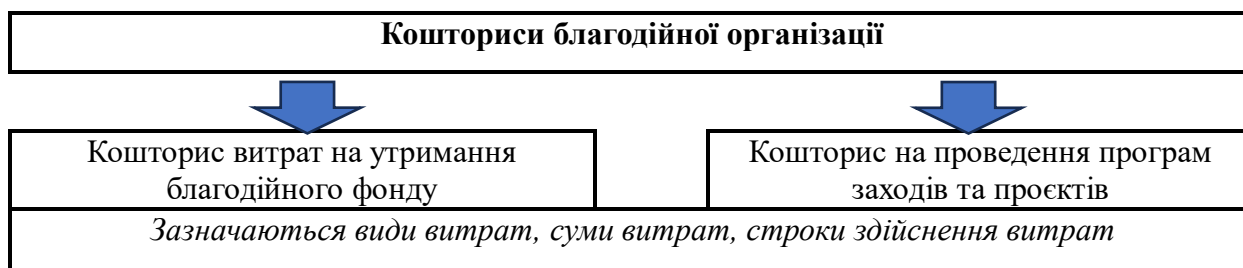 Кошториси благодійної організації
Кошторис витрат на утримання
благодійного фонду
Кошторис на проведення програм
заходів та проєктів
Зазначаються види витрат, суми витрат, строки здійснення витрат